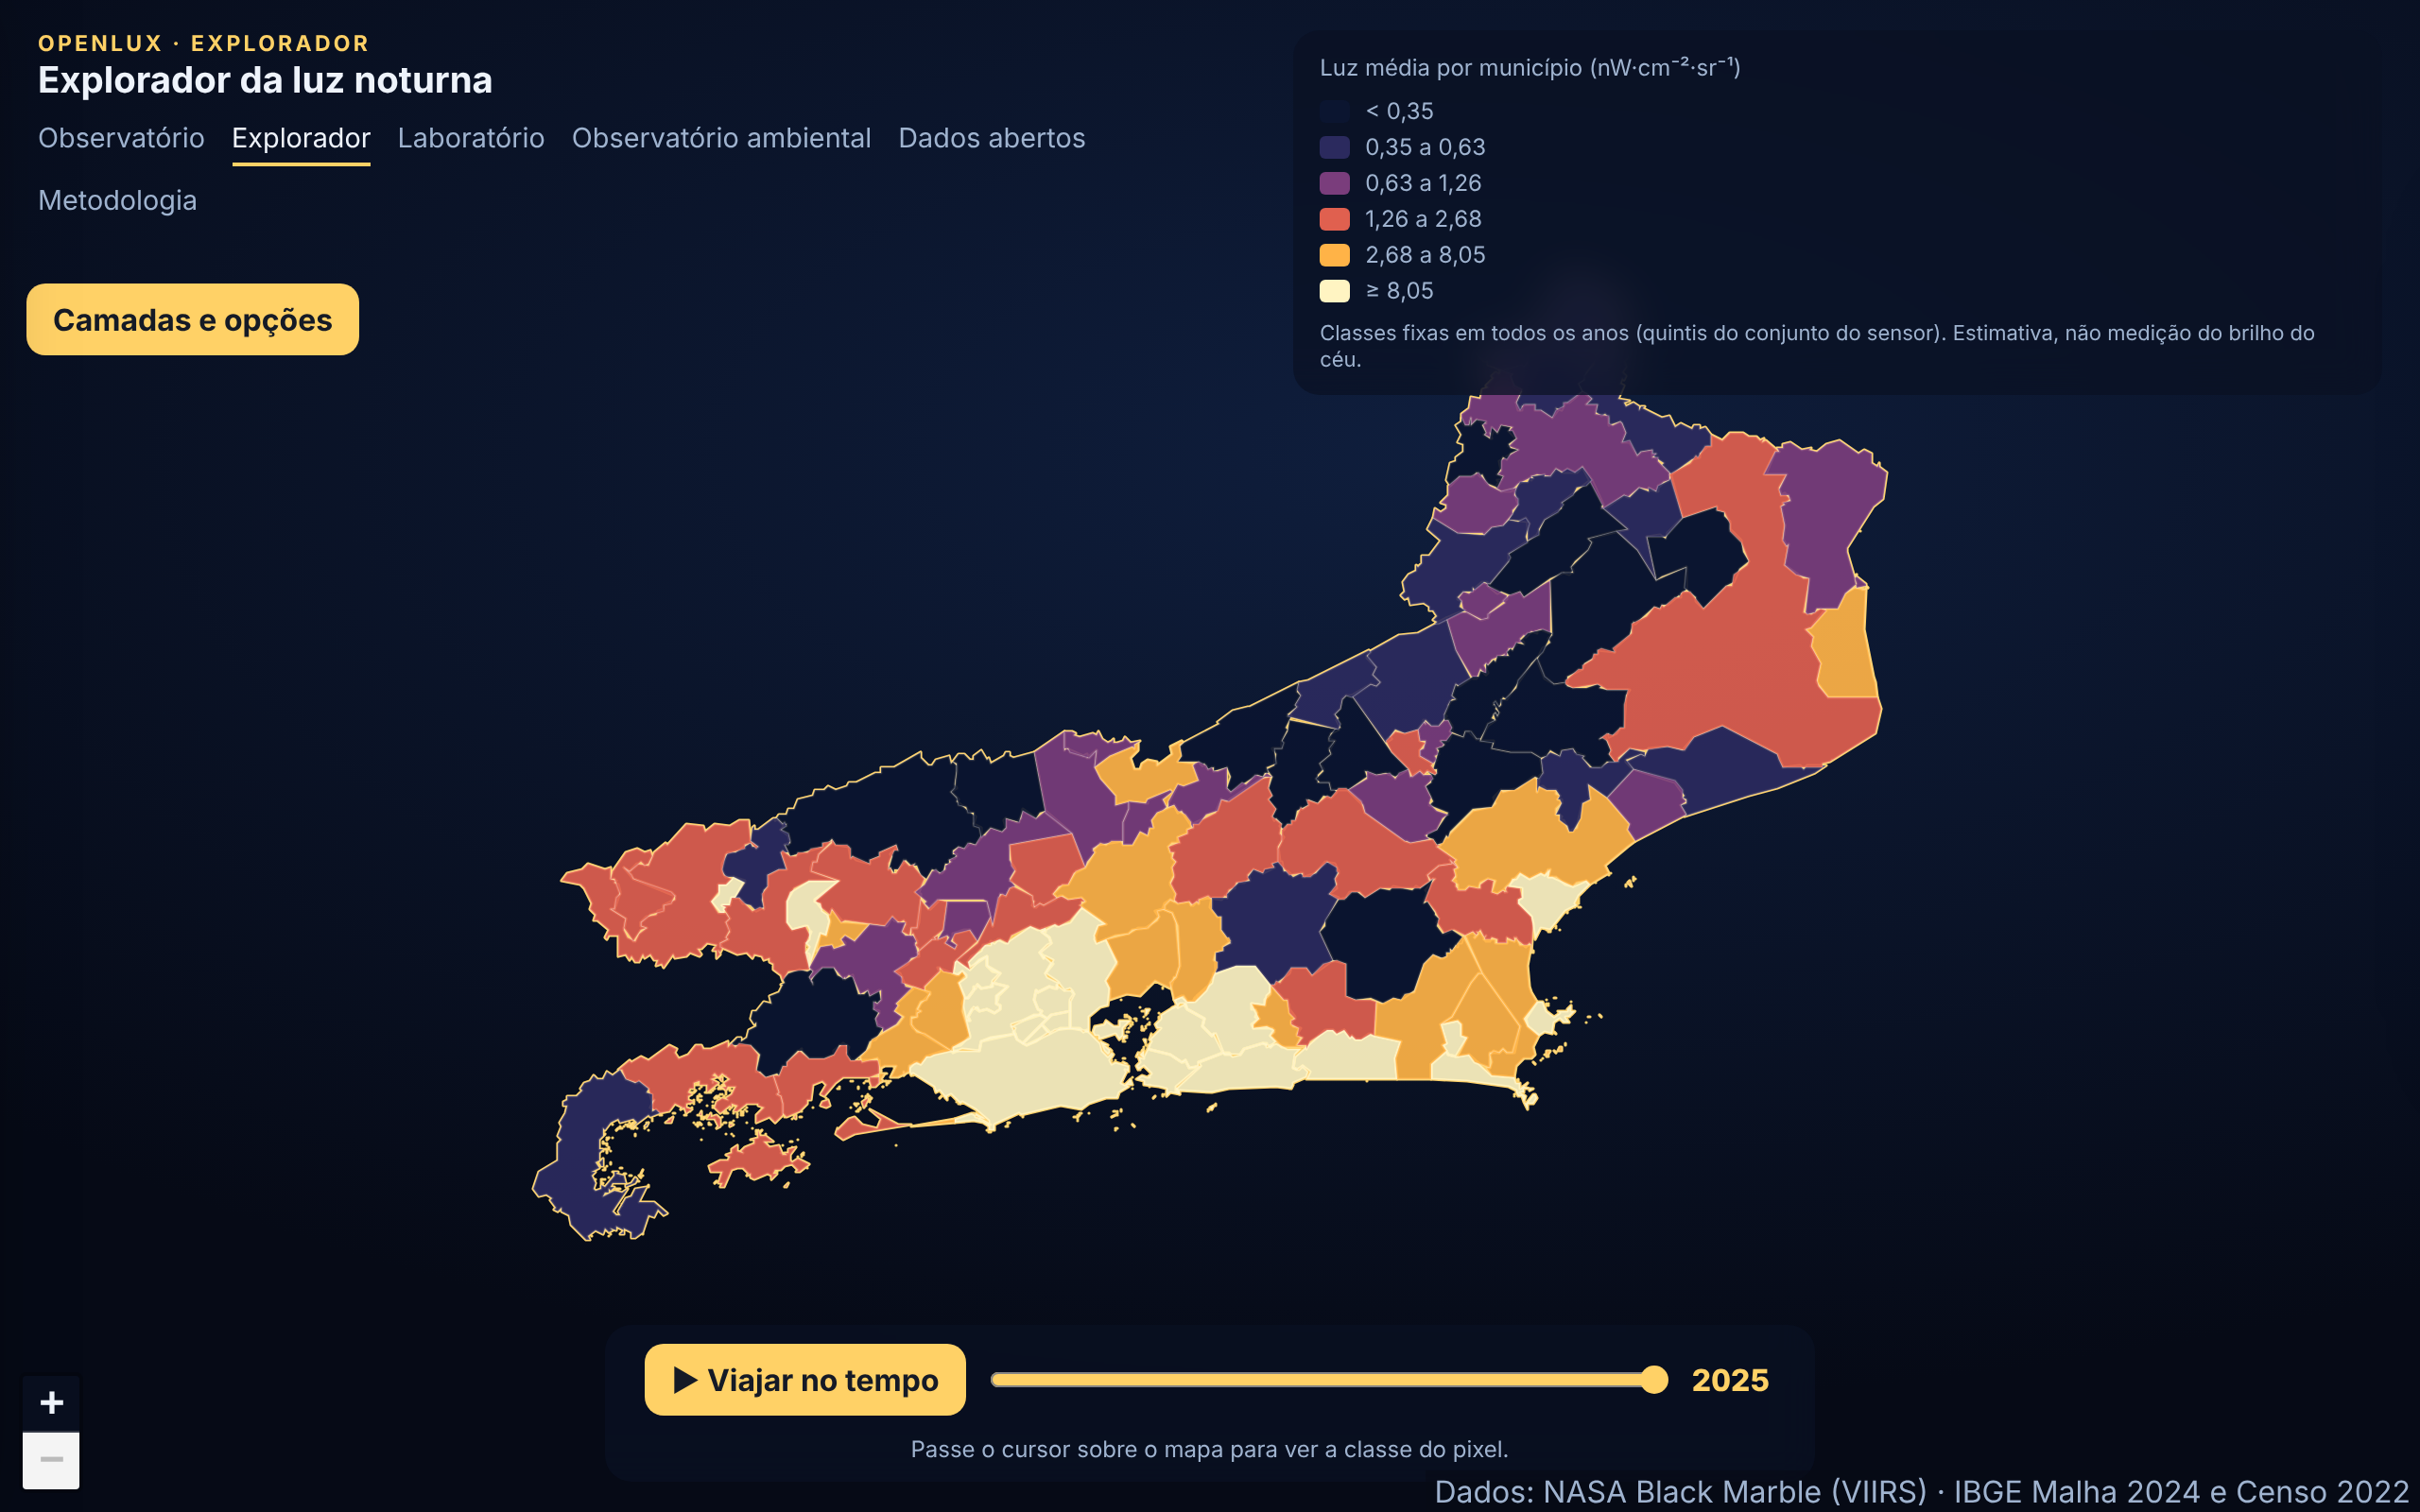 OPENLUX · EXPLORADOR
Explorador da luz noturna
Observatório Explorador Laboratório Observatório ambiental Dados abertos
Metodologia
Camadas e opções
Luz média por município (nW·cm⁻²·sr⁻¹)
< 0,35
0,35 a 0,63
0,63 a 1,26
1,26 a 2,68
2,68 a 8,05
≥ 8,05
Classes fixas em todos os anos (quintis do conjunto do sensor). Estimativa, não medição do brilho do
céu.
▶ Viajar no tempo 2025
Passe o cursor sobre o mapa para ver a classe do pixel.
+
−
Dados: NASA Black Marble (VIIRS) · IBGE Malha 2024 e Censo 2022